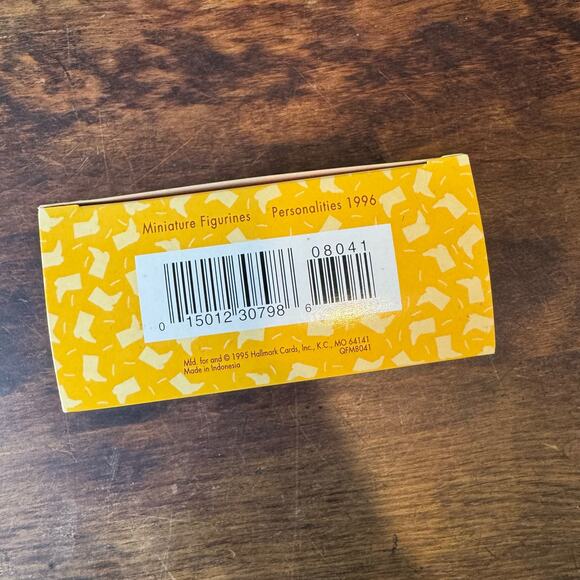 Miniature Figurines Personalities 1996
08041
0 15012 30798 6
Mfd. for and © 1995 Hallmark Cards, Inc., K.C., MO 64141
Made in Indonesia QFM8041